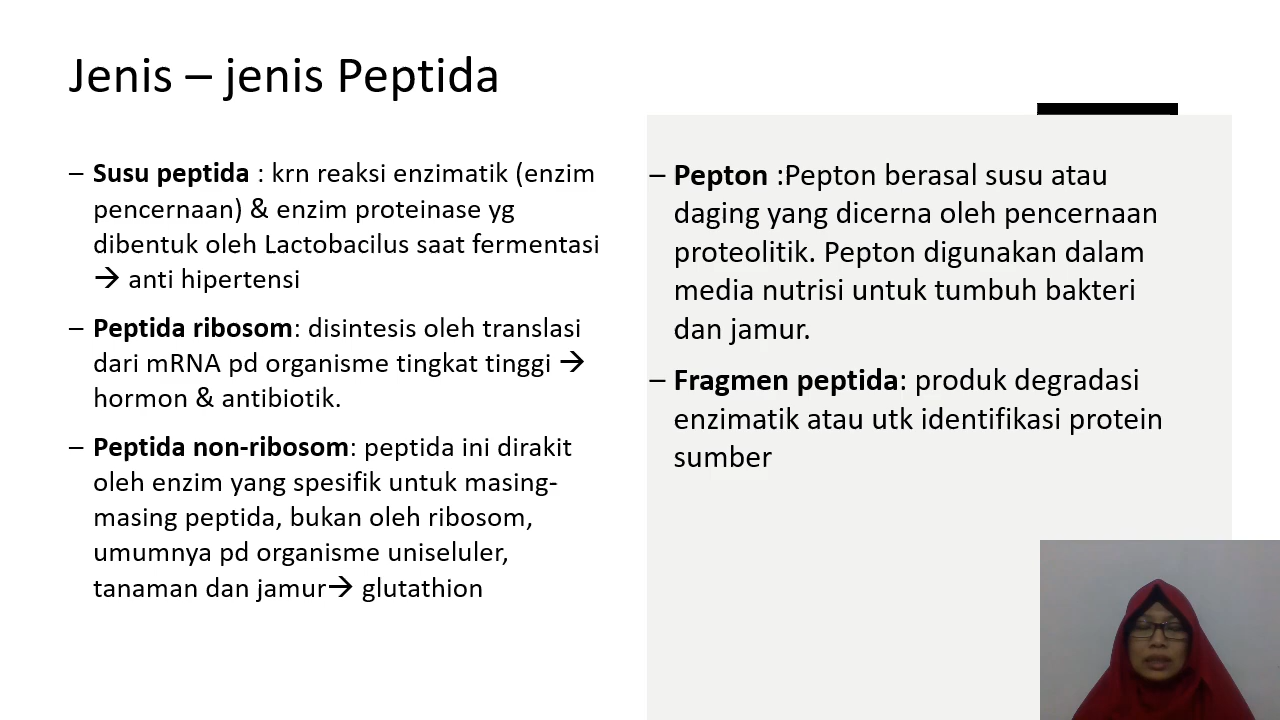 Jenis – jenis Peptida
– Susu peptida : krn reaksi enzimatik (enzim
pencernaan) & enzim proteinase yg
dibentuk oleh Lactobacilus saat fermentasi
→ anti hipertensi
– Peptida ribosom: disintesis oleh translasi
dari mRNA pd organisme tingkat tinggi →
hormon & antibiotik.
– Peptida non-ribosom: peptida ini dirakit
oleh enzim yang spesifik untuk masing-
masing peptida, bukan oleh ribosom,
umumnya pd organisme uniseluler,
tanaman dan jamur→ glutathion
– Pepton :Pepton berasal susu atau
daging yang dicerna oleh pencernaan
proteolitik. Pepton digunakan dalam
media nutrisi untuk tumbuh bakteri
dan jamur.
– Fragmen peptida: produk degradasi
enzimatik atau utk identifikasi protein
sumber